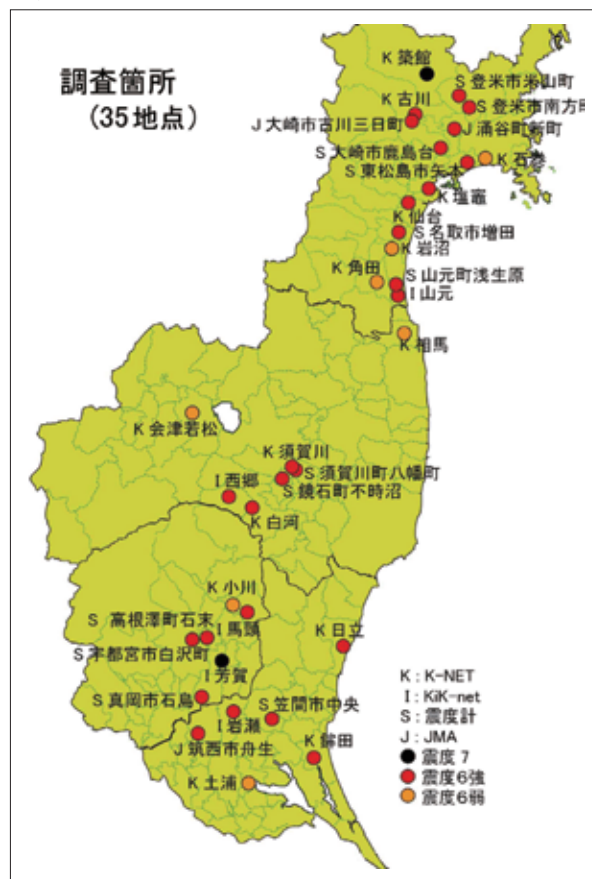 調査箇所
(35地点)
K 築館
S 登米市米山町
K 古川
S 登米市南方町
J 大崎市古川三日町
J 涌谷町新町
S 大崎市鹿島台
K 石巻
S 東松島市矢本
K 塩竈
K 仙台
S 名取市増田
K 岩沼
K 角田
S 山元町浅生原
I 山元
K 相馬
K 会津若松
K 須賀川
S 須賀川町八幡町
I 西郷
S 鏡石町不時沼
K 白河
K 小川
S 高根澤町石末
I 馬頭
K 日立
S 宇都宮市白沢町
I 芳賀
S 真岡市石島
S 笠間市中央
I 岩瀬
J 筑西市舟生
K 鉾田
K 土浦
K : K-NET
I : KiK-net
S : 震度計
J : JMA
震度 7
震度6強
震度6弱